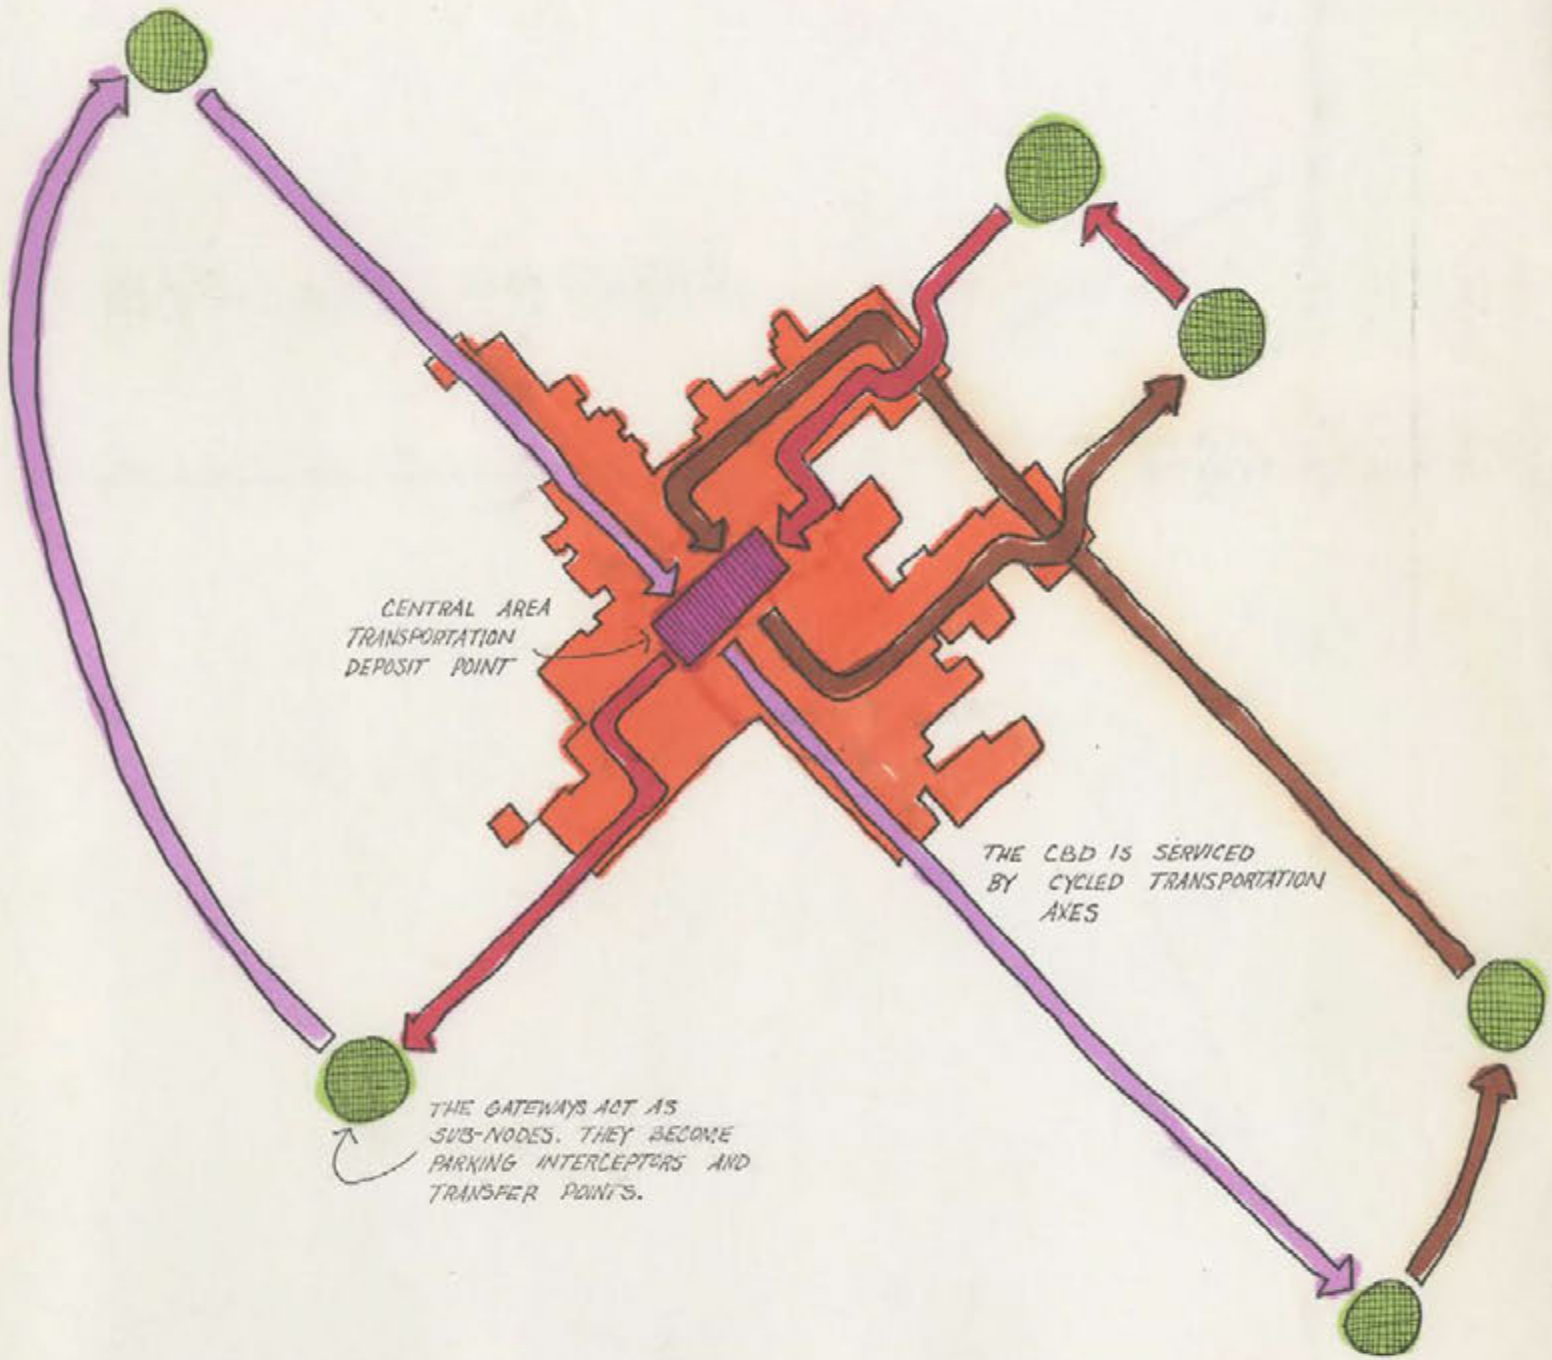 CENTRAL AREA
TRANSPORTATION
DEPOSIT POINT
THE CBD IS SERVICED
BY CYCLED TRANSPORTATION
AXES
THE GATEWAYS ACT AS
SUB-NODES. THEY BECOME
PARKING INTERCEPTORS AND
TRANSFER POINTS.